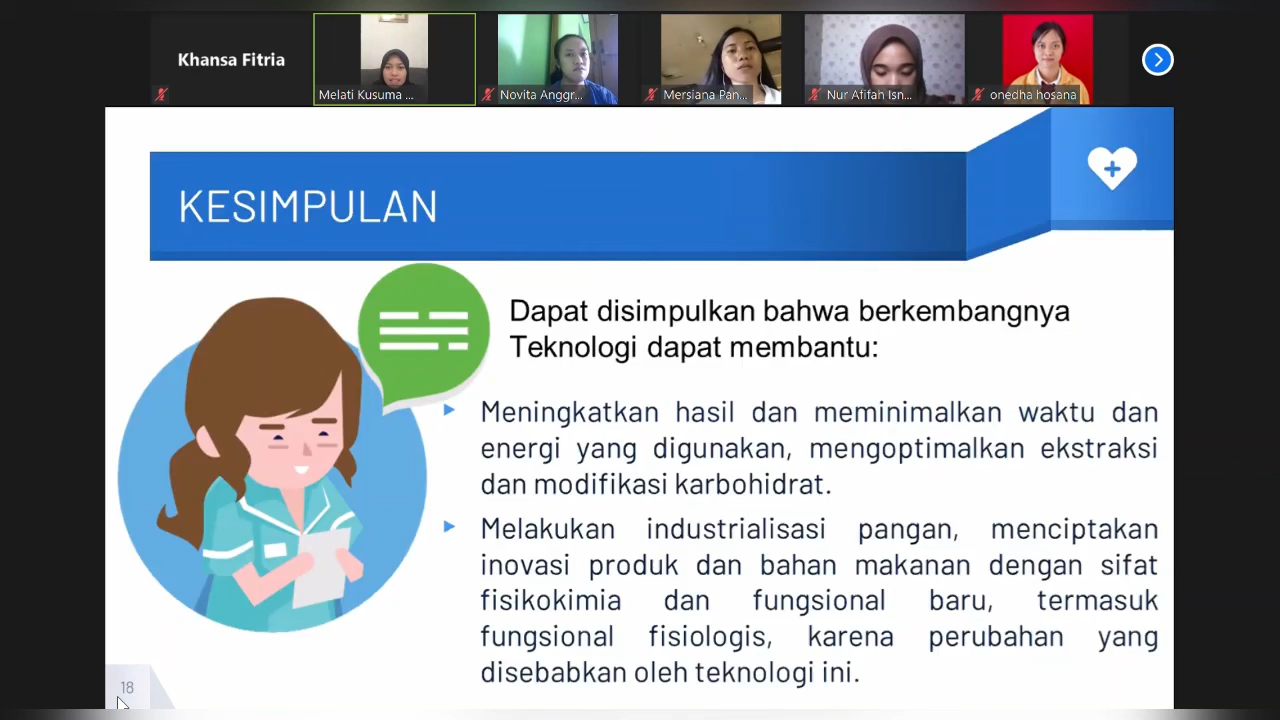 Khansa Fitria
Melati Kusuma ...
Novita Anggr...
Mersiana Pan...
Nur Afifah Isn...
onedha hosana
KESIMPULAN
Dapat disimpulkan bahwa berkembangnya
Teknologi dapat membantu:
Meningkatkan hasil dan meminimalkan waktu dan
energi yang digunakan, mengoptimalkan ekstraksi
dan modifikasi karbohidrat.
Melakukan industrialisasi pangan, menciptakan
inovasi produk dan bahan makanan dengan sifat
fisikokimia dan fungsional baru, termasuk
fungsional fisiologis, karena perubahan yang
disebabkan oleh teknologi ini.
18